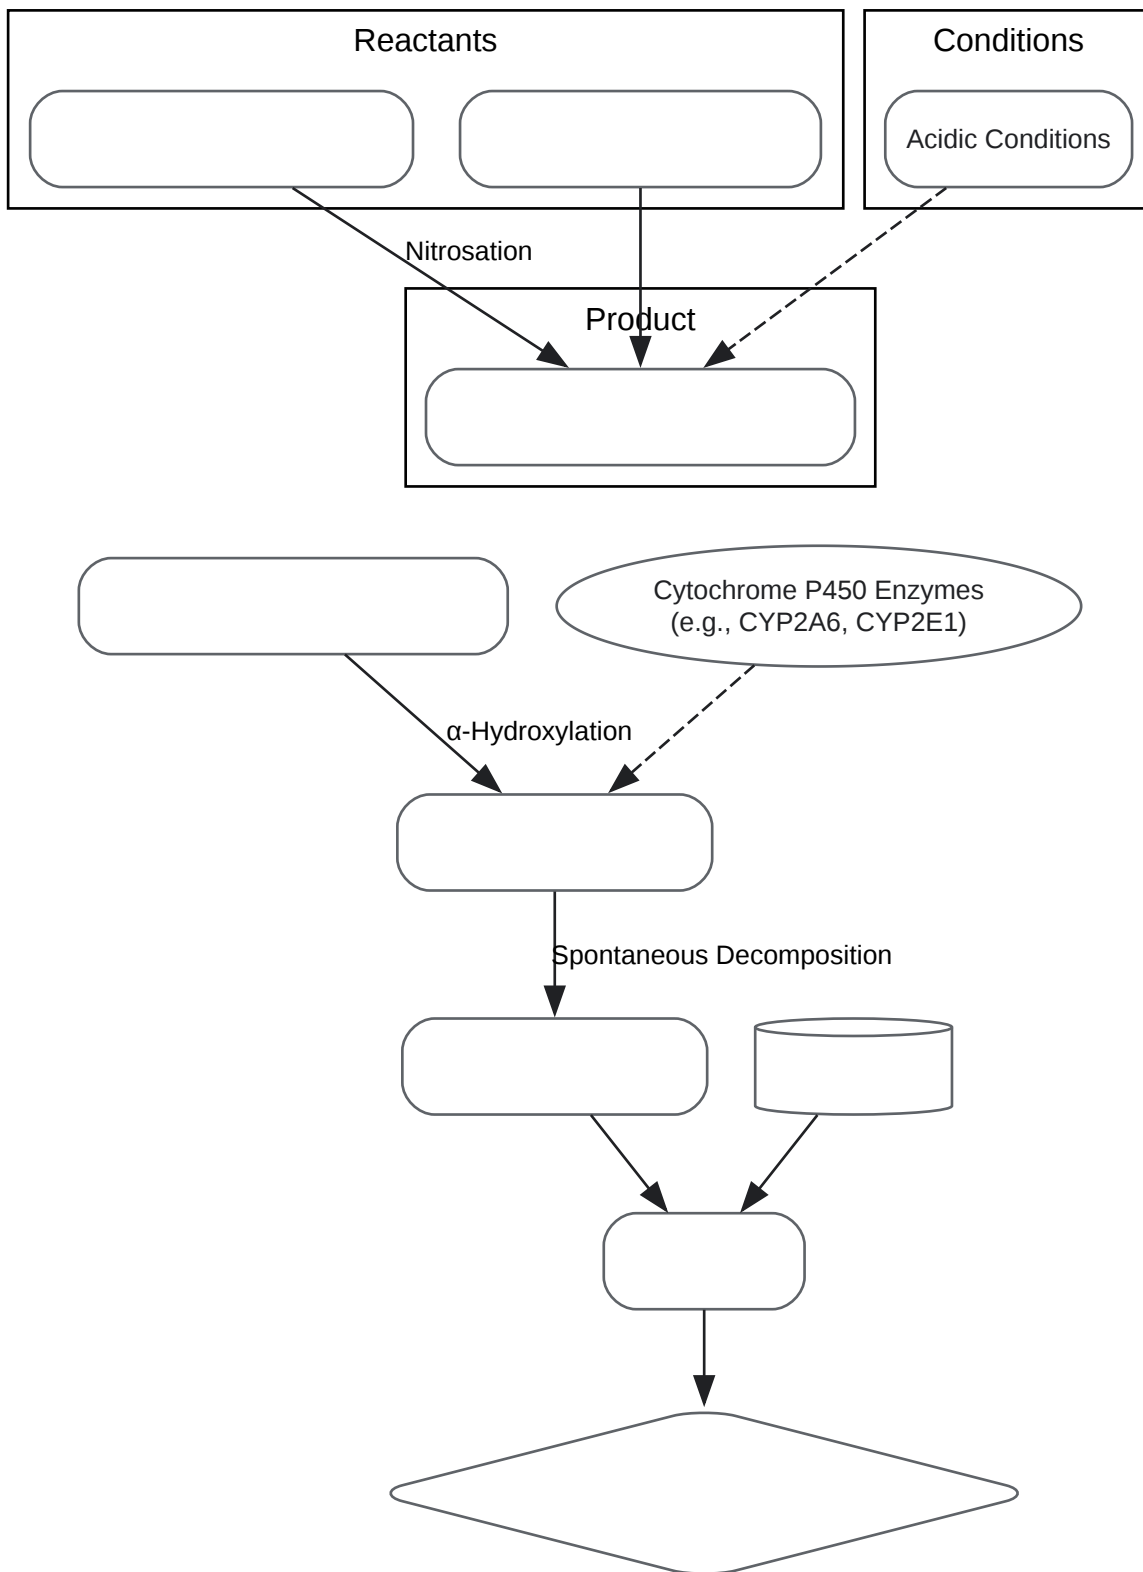 Reactants
Conditions
Acidic Conditions
Nitrosation
Product
Cytochrome P450 Enzymes
(e.g., CYP2A6, CYP2E1)
α-Hydroxylation
Spontaneous Decomposition